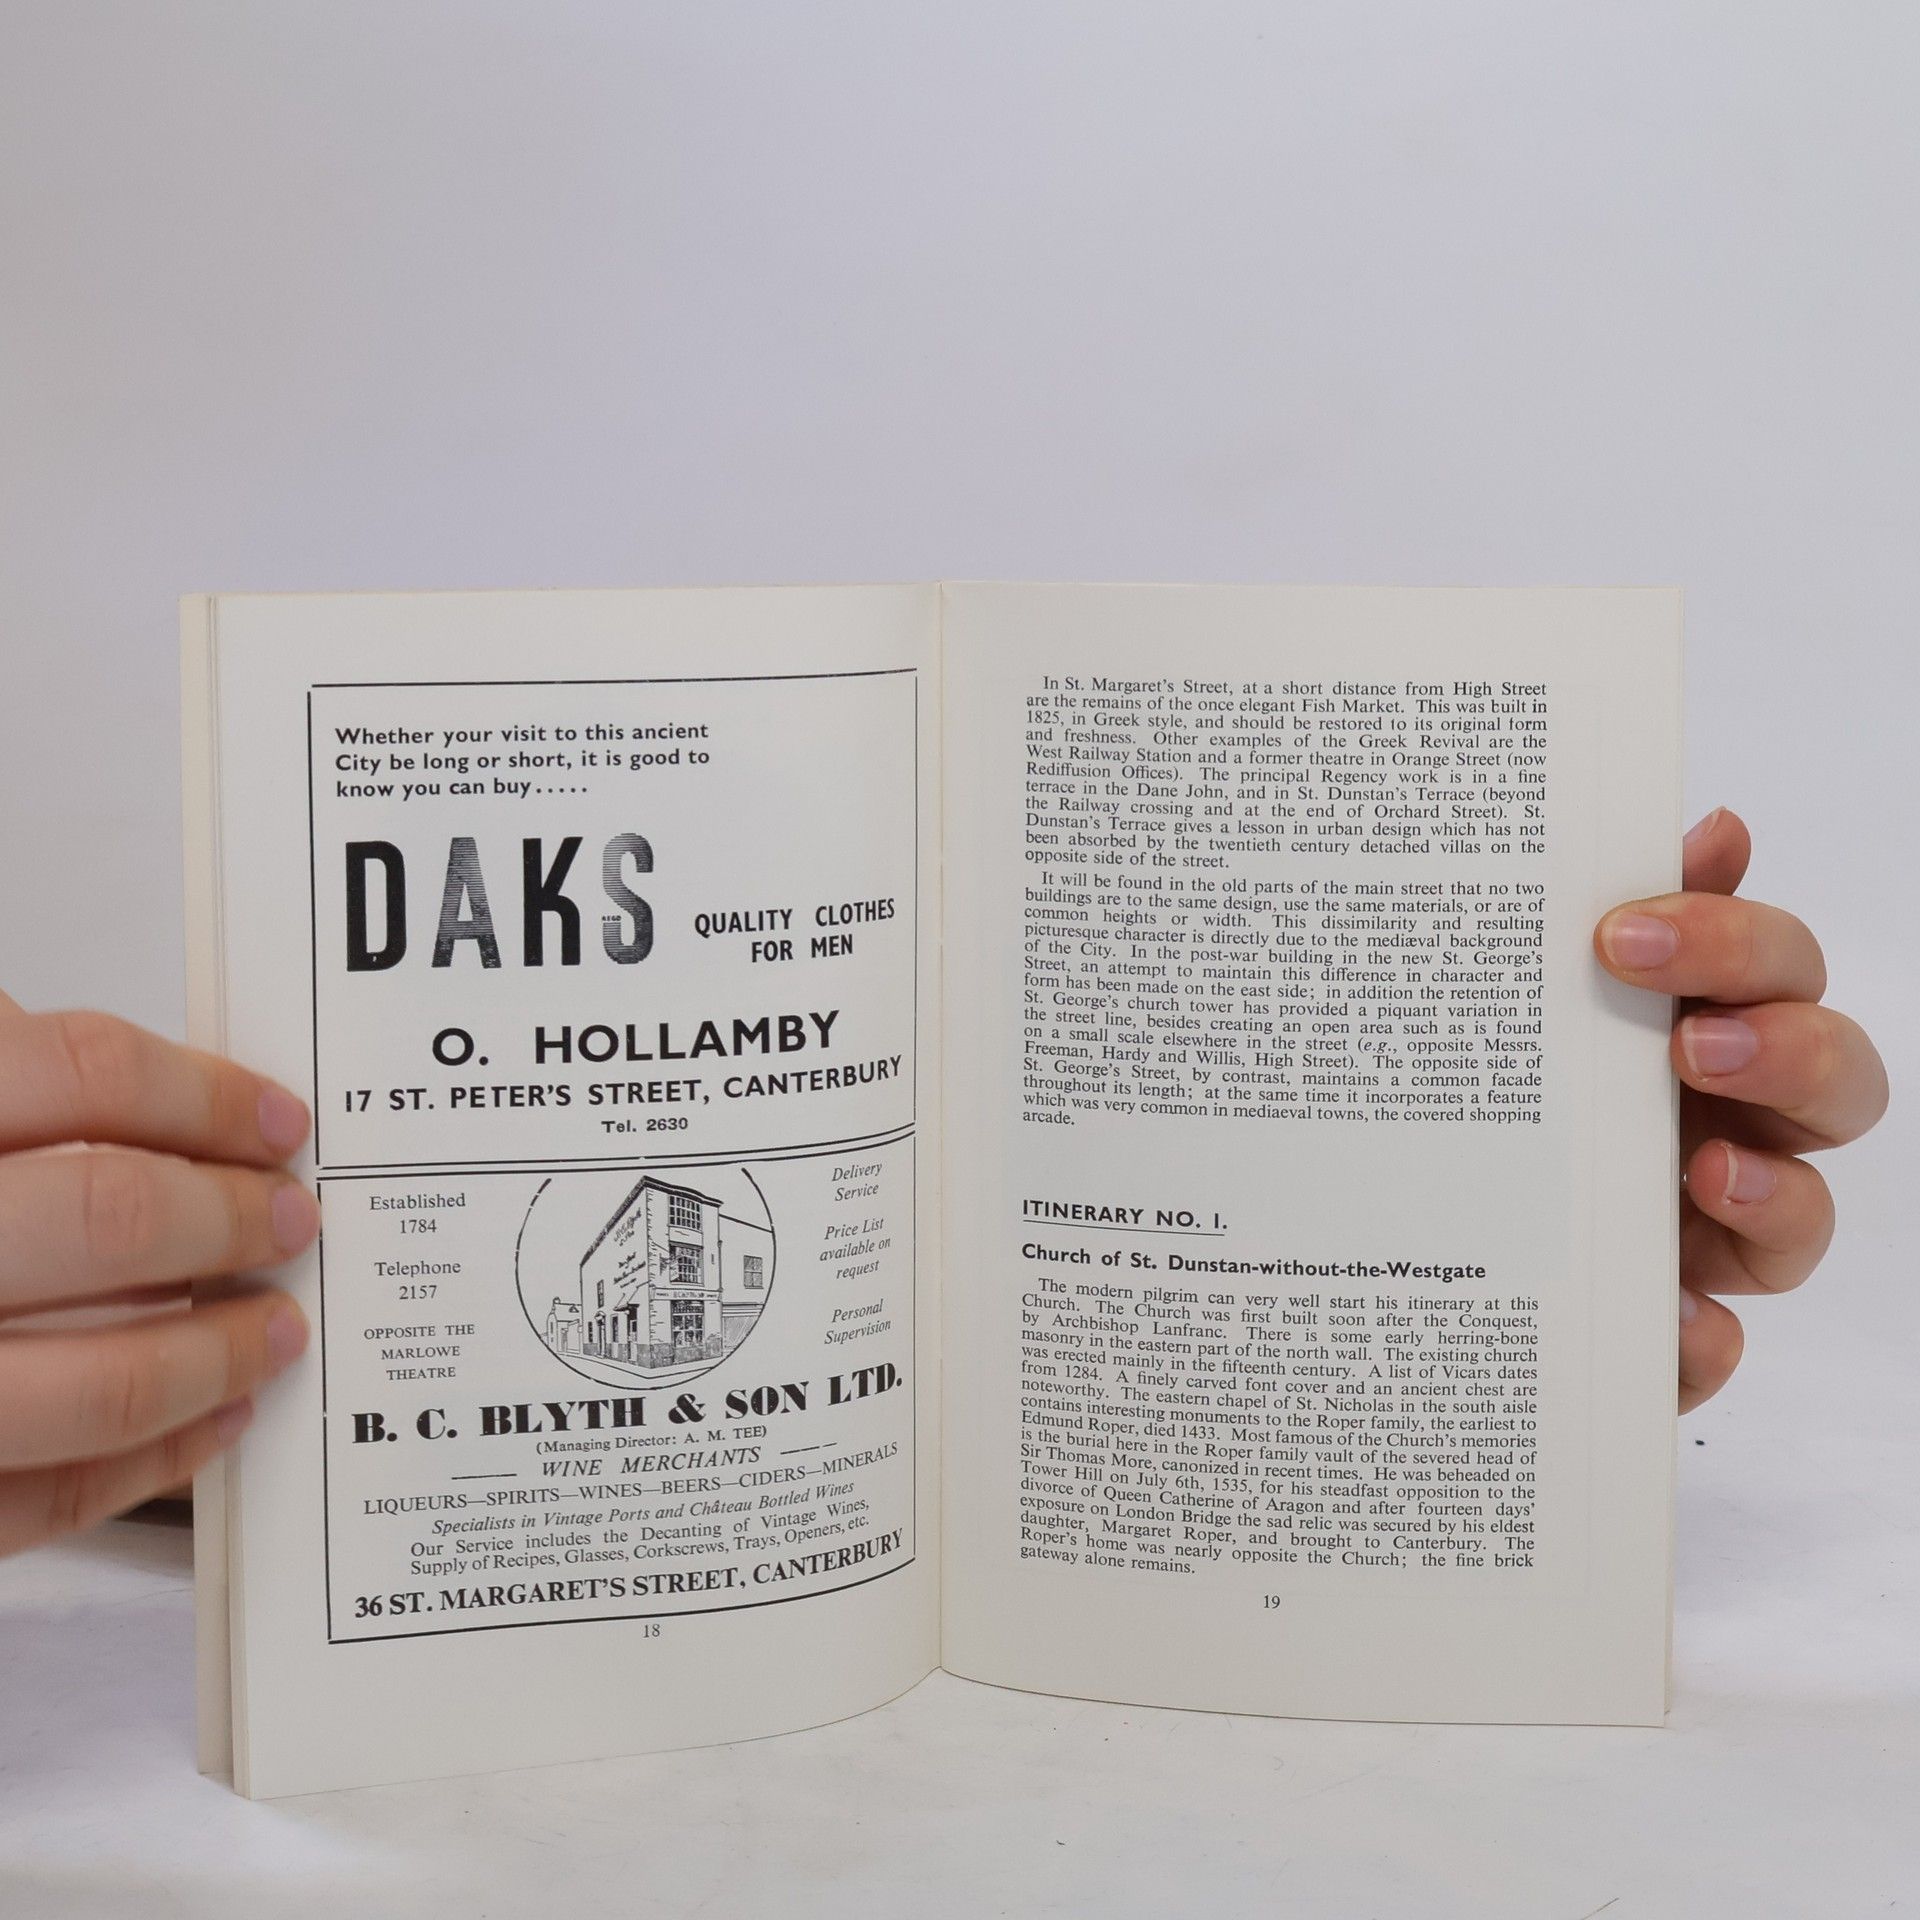 Whether your visit to this ancient
City be long or short, it is good to
know you can buy.....
DAKS
REGD
QUALITY CLOTHES
FOR MEN
O. HOLLAMBY
17 ST. PETER'S STREET, CANTERBURY
Tel. 2630
Established
1784
Telephone
2157
OPPOSITE THE
MARLOWE
THEATRE
Delivery
Service
Price List
available on
request
Personal
Supervision
B. C. BLYTH & SON LTD.
(Managing Director: A. M. TEE)
WINE MERCHANTS
LIQUEURS—SPIRITS—WINES—BEERS—CIDERS—MINERALS
Specialists in Vintage Ports and Château Bottled Wines
Our Service includes the Decanting of Vintage Wines,
Supply of Recipes, Glasses, Corkscrews, Trays, Openers, etc.
36 ST. MARGARET'S STREET, CANTERBURY
18
In St. Margaret's Street, at a short distance from High Street
are the remains of the once elegant Fish Market. This was built in
1825, in Greek style, and should be restored to its original form
and freshness. Other examples of the Greek Revival are the
West Railway Station and a former theatre in Orange Street (now
Rediffusion Offices). The principal Regency work is in a fine
terrace in the Dane John, and in St. Dunstan's Terrace (beyond
the Railway crossing and at the end of Orchard Street). St.
Dunstan's Terrace gives a lesson in urban design which has not
been absorbed by the twentieth century detached villas on the
opposite side of the street.
It will be found in the old parts of the main street that no two
buildings are to the same design, use the same materials, or are of
common heights or width. This dissimilarity and resulting
picturesque character is directly due to the mediæval background
of the City. In the post-war building in the new St. George's
Street, an attempt to maintain this difference in character and
form has been made on the east side; in addition the retention of
St. George's church tower has provided a piquant variation in
the street line, besides creating an open area such as is found
on a small scale elsewhere in the street (e.g., opposite Messrs.
Freeman, Hardy and Willis, High Street). The opposite side of
St. George's Street, by contrast, maintains a common facade
throughout its length; at the same time it incorporates a feature
which was very common in mediaeval towns, the covered shopping
arcade.
ITINERARY NO. 1.
Church of St. Dunstan-without-the-Westgate
The modern pilgrim can very well start his itinerary at this
Church. The Church was first built soon after the Conquest,
by Archbishop Lanfranc. There is some early herring-bone
masonry in the eastern part of the north wall. The existing church
was erected mainly in the fifteenth century. A list of Vicars dates
from 1284. A finely carved font cover and an ancient chest are
noteworthy. The eastern chapel of St. Nicholas in the south aisle
contains interesting monuments to the Roper family, the earliest to
Edmund Roper, died 1433. Most famous of the Church's memories
is the burial here in the Roper family vault of the severed head of
Sir Thomas More, canonized in recent times. He was beheaded on
Tower Hill on July 6th, 1535, for his steadfast opposition to the
divorce of Queen Catherine of Aragon and after fourteen days'
exposure on London Bridge the sad relic was secured by his eldest
daughter, Margaret Roper, and brought to Canterbury. The
Roper's home was nearly opposite the Church; the fine brick
gateway alone remains.
19